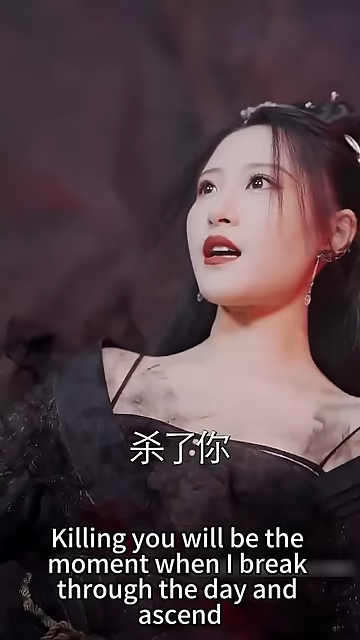 杀了你
Killing you will be the
moment when I break
through the day and
ascend